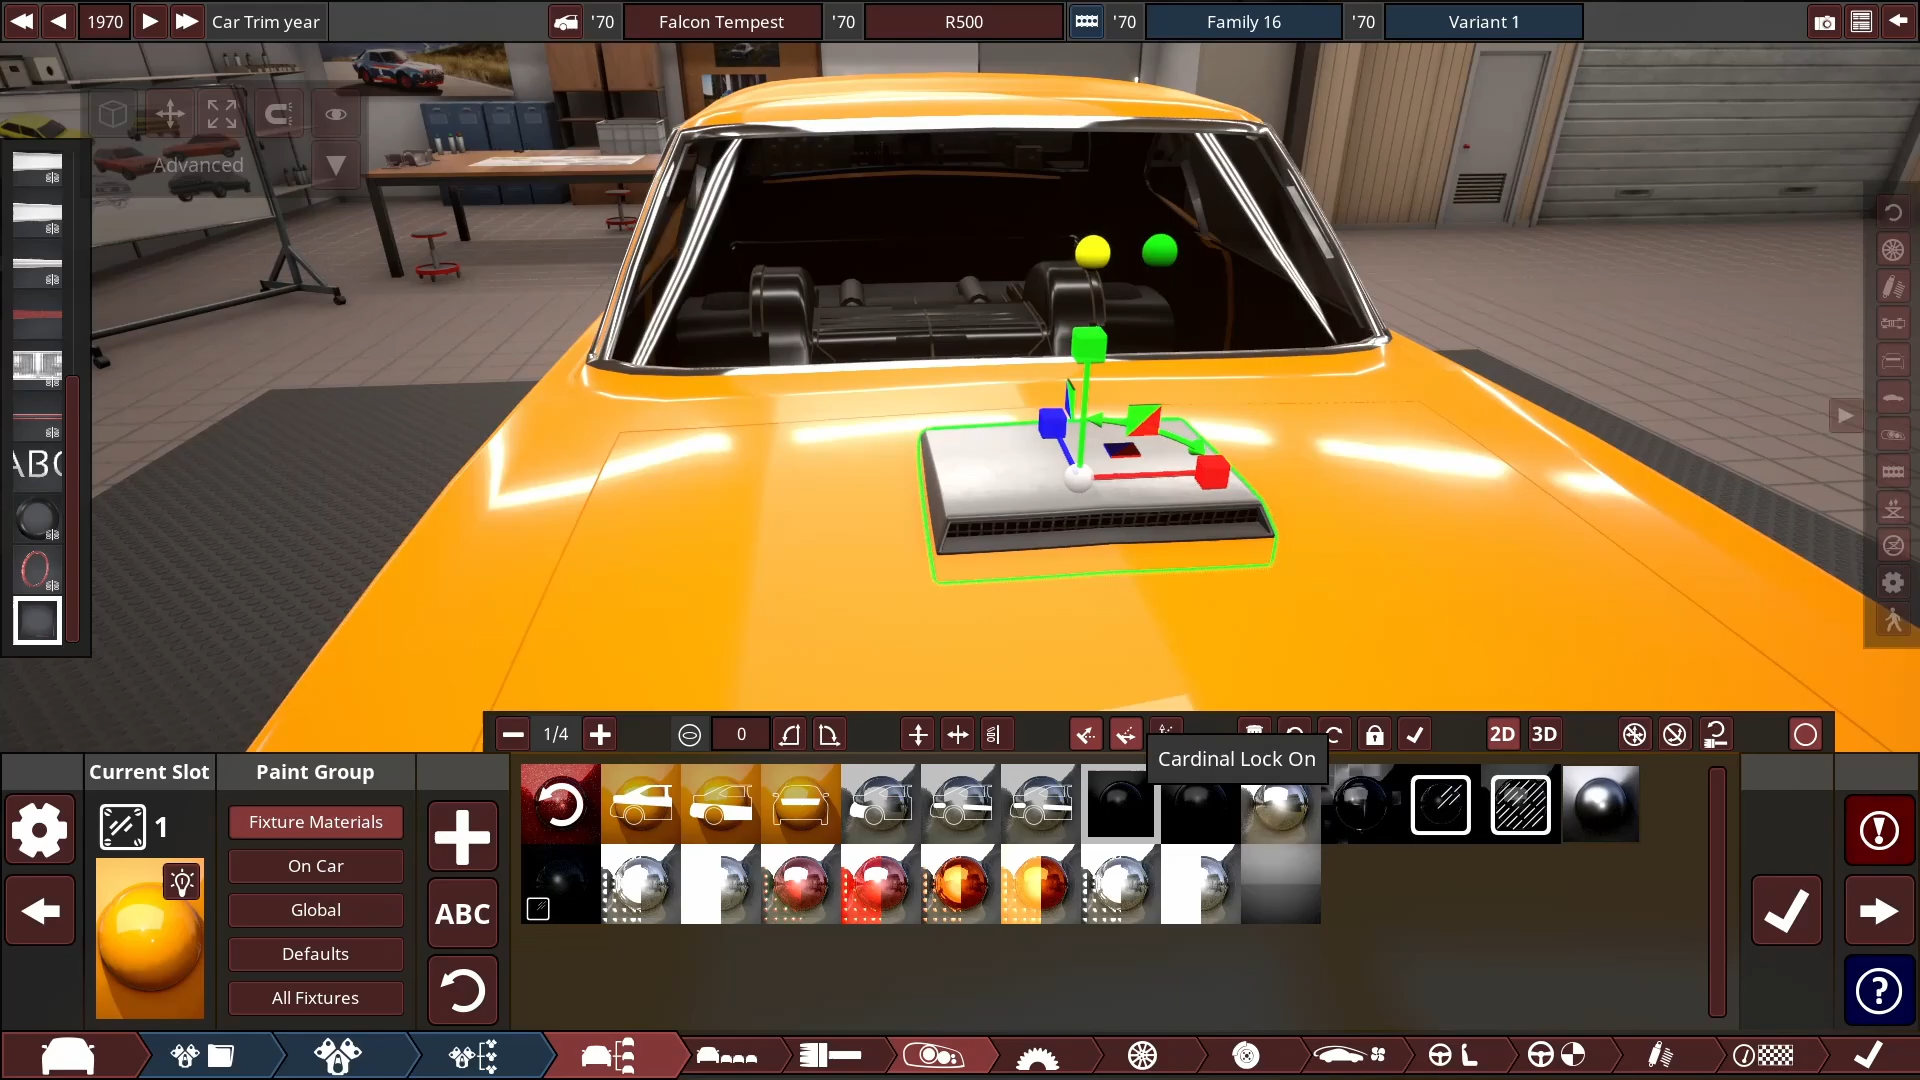 1970 Car Trim year '70 Falcon Tempest '70 R500 '70 Family 16 '70 Variant 1
Advanced
ABC
1/4 0 2D 3D
Cardinal Lock On
Current Slot Paint Group
1 Fixture Materials
On Car
Global ABC
Defaults
All Fixtures